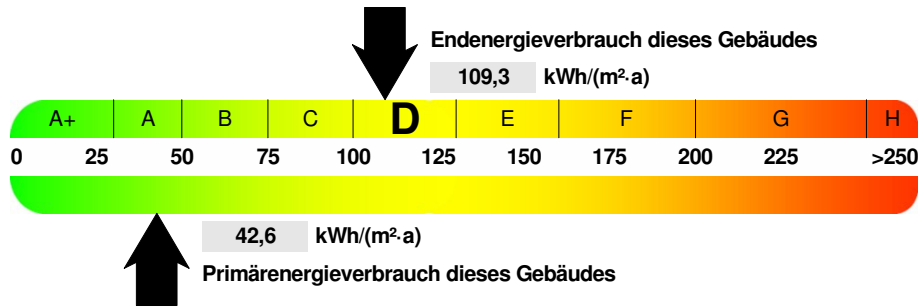 Endenergieverbrauch dieses Gebäudes
109,3 kWh/(m²·a)
A+ A B C D E F G H
0 25 50 75 100 125 150 175 200 225 >250
42,6 kWh/(m²·a)
Primärenergieverbrauch dieses Gebäudes